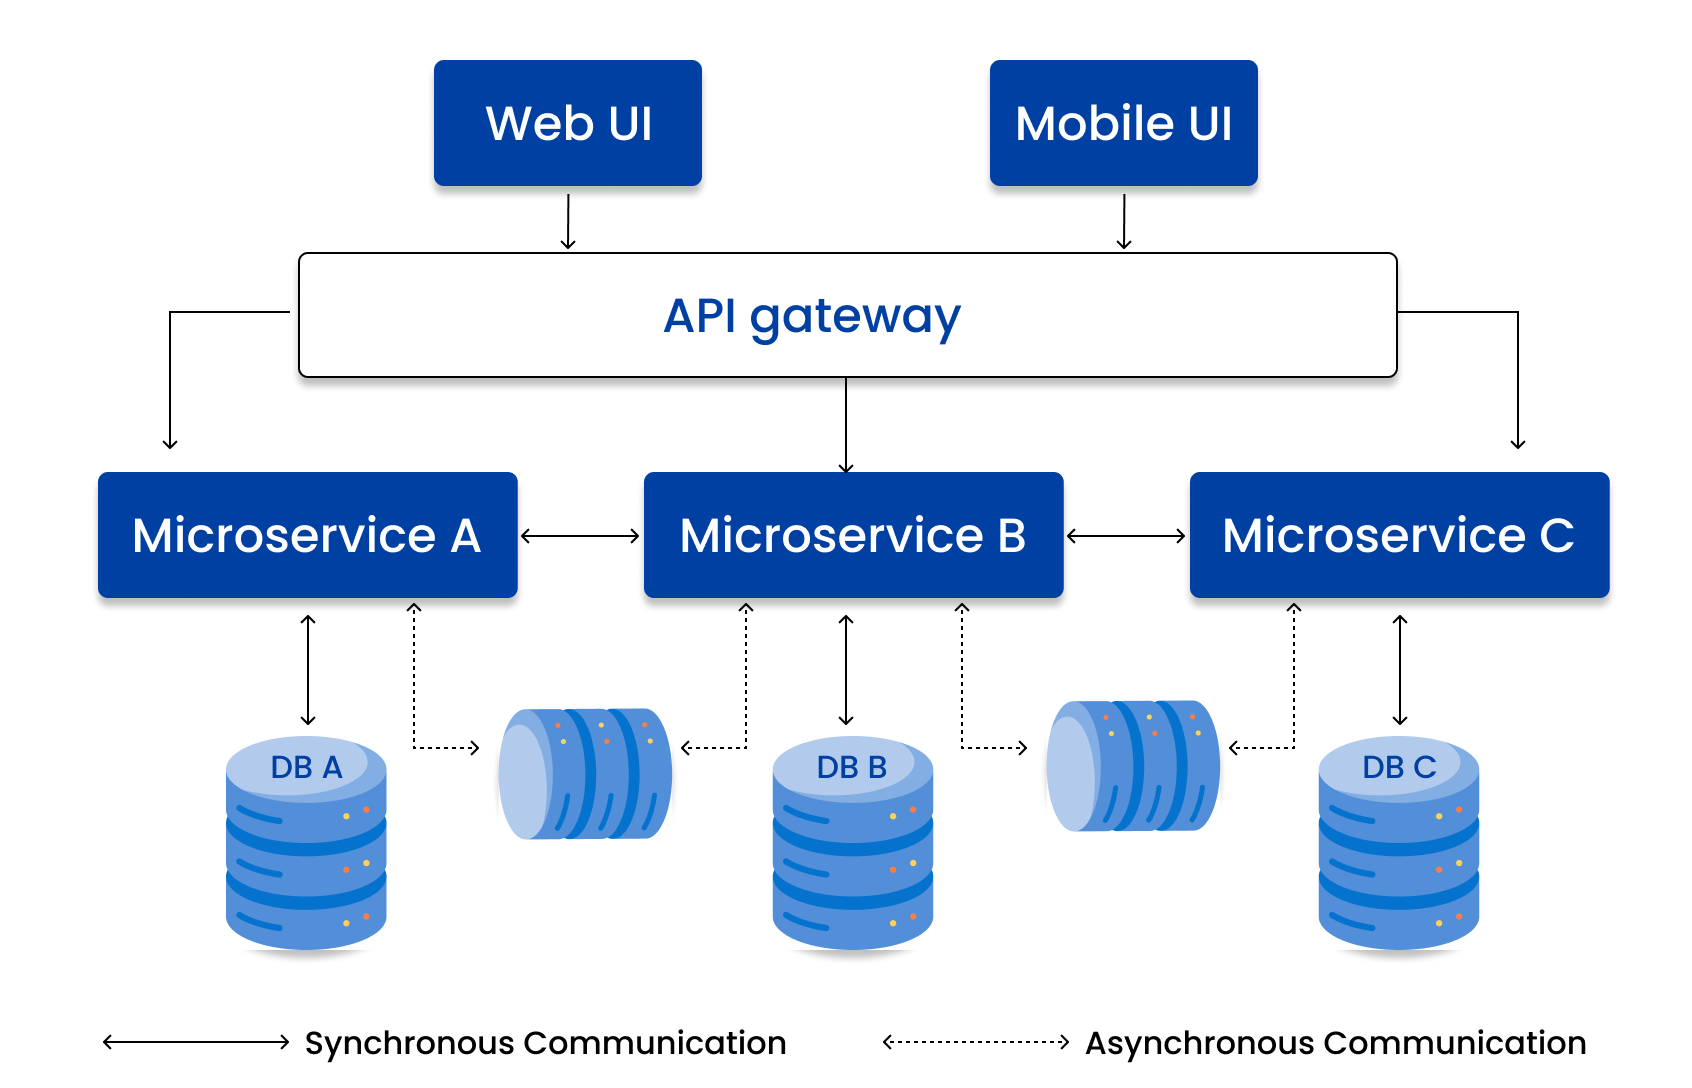 Web UI
Mobile UI
API gateway
Microservice A
Microservice B
Microservice C
DB A
DB B
DB C
Synchronous Communication
Asynchronous Communication